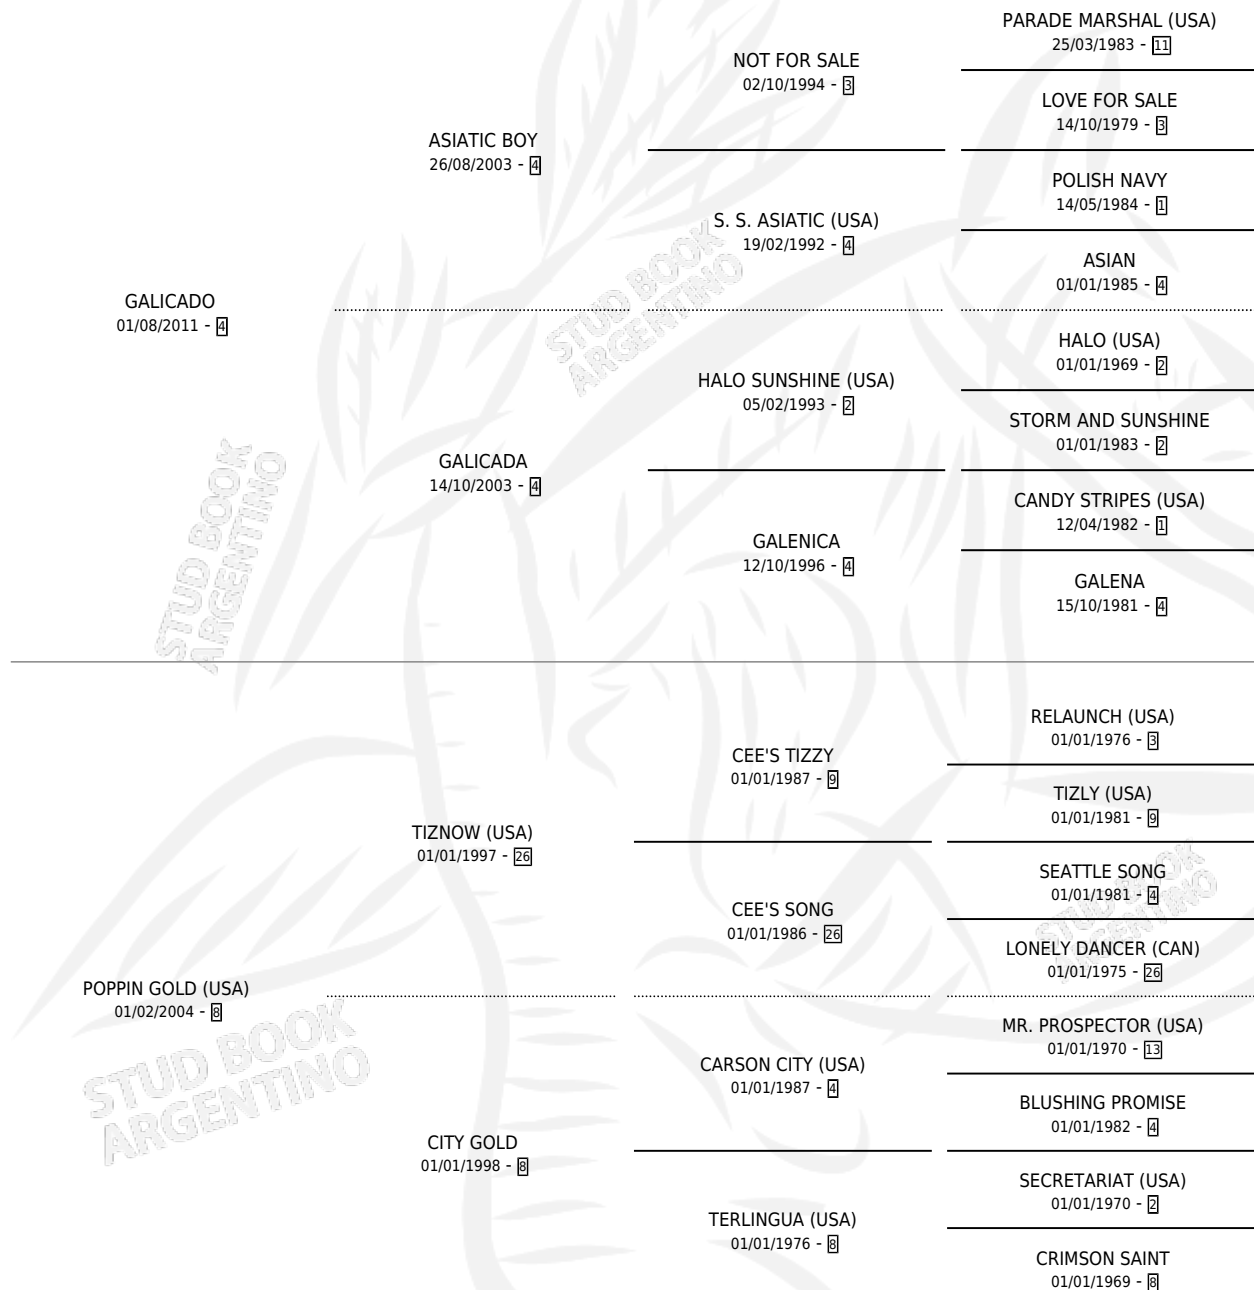 PARADE MARSHAL (USA)
25/03/1983 - 11
NOT FOR SALE
02/10/1994 - 3
LOVE FOR SALE
14/10/1979 - 3
ASIATIC BOY
26/08/2003 - 4
POLISH NAVY
14/05/1984 - 1
S. S. ASIATIC (USA)
19/02/1992 - 4
ASIAN
01/01/1985 - 4
GALICADO
01/08/2011 - 4
STUD BOOK
ARGENTINO
HALO (USA)
01/01/1969 - 2
HALO SUNSHINE (USA)
05/02/1993 - 2
STORM AND SUNSHINE
01/01/1983 - 2
GALICADA
14/10/2003 - 4
CANDY STRIPES (USA)
12/04/1982 - 1
GALENICA
12/10/1996 - 4
GALENA
15/10/1981 - 4
STUD BOOK
ARGENTINO
RELAUNCH (USA)
01/01/1976 - 3
CEE'S TIZZY
01/01/1987 - 9
TIZLY (USA)
01/01/1981 - 9
TIZNOW (USA)
01/01/1997 - 26
SEATTLE SONG
01/01/1981 - 4
CEE'S SONG
01/01/1986 - 26
STUD BOOK
ARGENTINO
LONELY DANCER (CAN)
01/01/1975 - 26
POPPIN GOLD (USA)
01/02/2004 - 8
STUD BOOK
ARGENTINO
MR. PROSPECTOR (USA)
01/01/1970 - 13
CARSON CITY (USA)
01/01/1987 - 4
BLUSHING PROMISE
01/01/1982 - 4
CITY GOLD
01/01/1998 - 8
SECRETARIAT (USA)
01/01/1970 - 2
TERLINGUA (USA)
01/01/1976 - 8
CRIMSON SAINT
01/01/1969 - 8